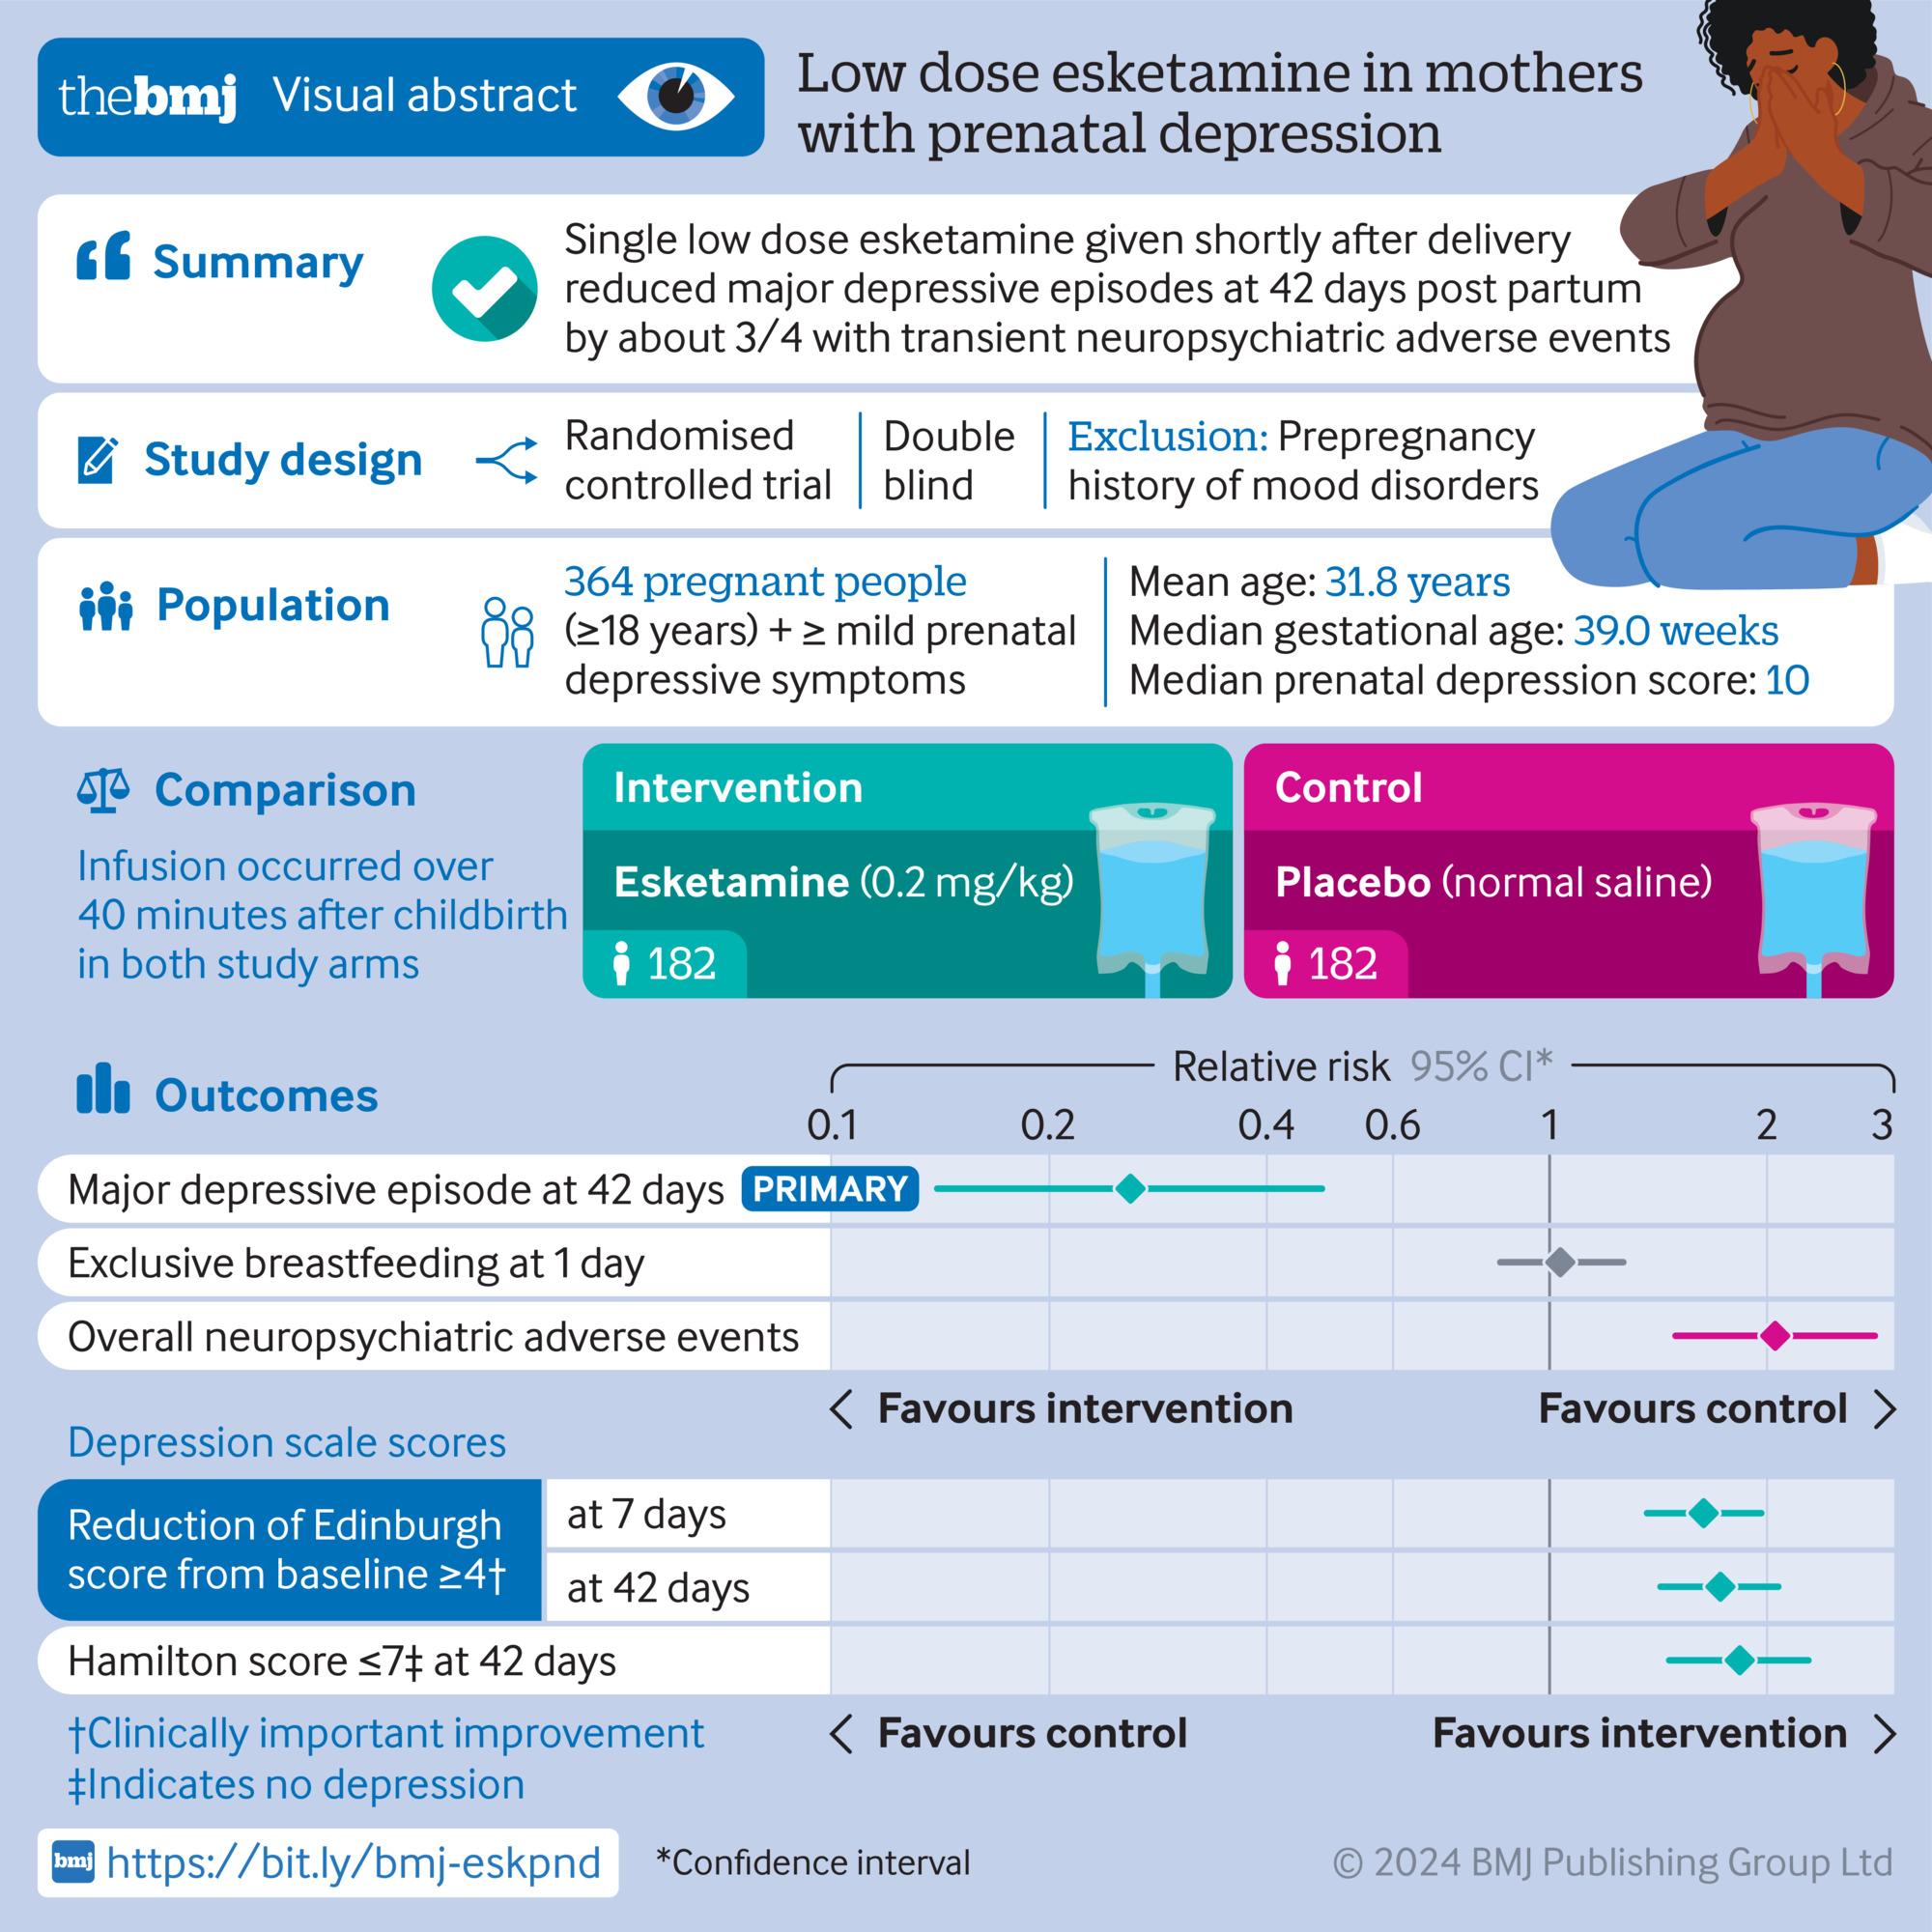 thebmj Visual abstract
Low dose esketamine in mothers
with prenatal depression
Summary
Single low dose esketamine given shortly after delivery
reduced major depressive episodes at 42 days post partum
by about 3/4 with transient neuropsychiatric adverse events
Study design
Randomised
controlled trial
Double
blind
Exclusion: Prepregnancy
history of mood disorders
Population
364 pregnant people
(≥18 years) + ≥ mild prenatal
depressive symptoms
Mean age: 31.8 years
Median gestational age: 39.0 weeks
Median prenatal depression score: 10
Comparison
Infusion occurred over
40 minutes after childbirth
in both study arms
Intervention
Esketamine (0.2 mg/kg)
182
Control
Placebo (normal saline)
182
Outcomes
Relative risk 95% CI*
0.1 0.2 0.4 0.6 1 2 3
Major depressive episode at 42 days PRIMARY
Exclusive breastfeeding at 1 day
Overall neuropsychiatric adverse events
< Favours intervention Favours control >
Depression scale scores
Reduction of Edinburgh
score from baseline ≥4†
at 7 days
at 42 days
Hamilton score ≤7‡ at 42 days
< Favours control Favours intervention >
†Clinically important improvement
‡Indicates no depression
bmj https://bit.ly/bmj-eskpnd
*Confidence interval
© 2024 BMJ Publishing Group Ltd